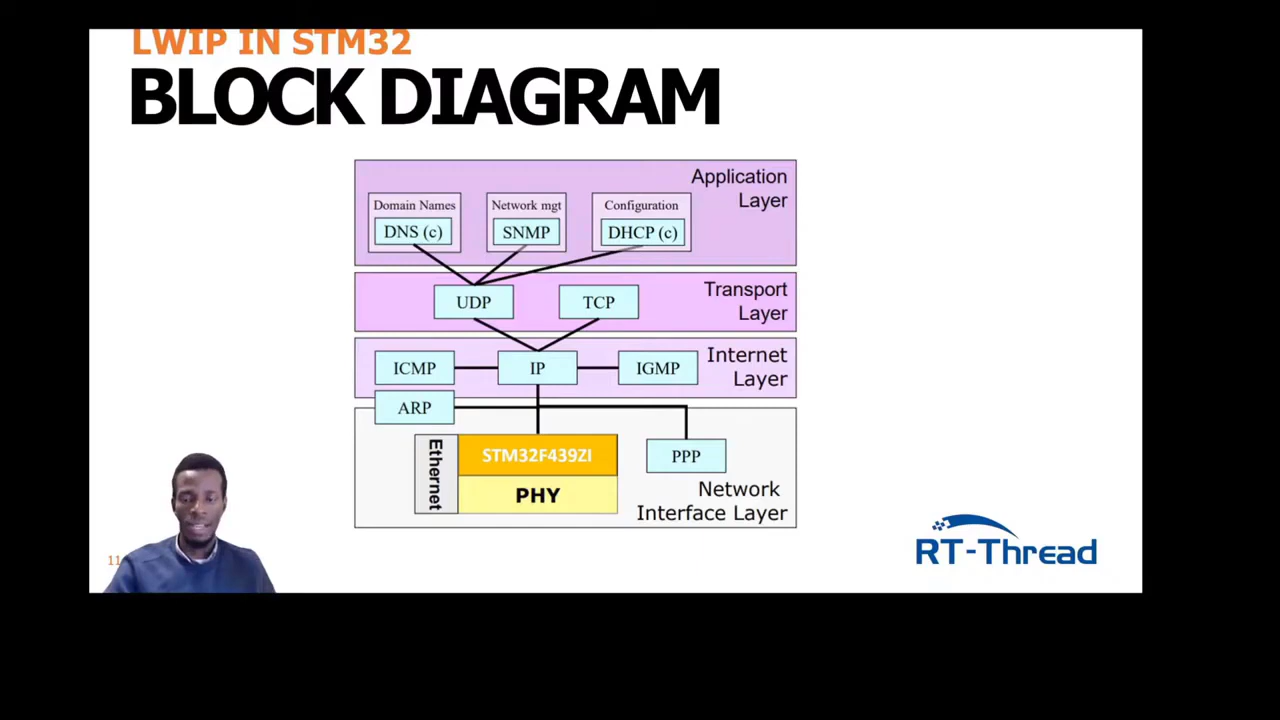 LWIP IN STM32
BLOCK DIAGRAM
Application
Layer
Domain Names
DNS (c)
Network mgt
SNMP
Configuration
DHCP (c)
Transport
Layer
UDP
TCP
Internet
Layer
ICMP
IP
IGMP
ARP
Ethernet
STM32F439ZI
PHY
PPP
Network
Interface Layer
11
RT-Thread